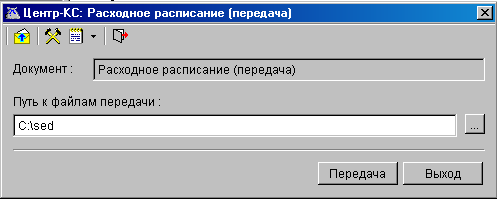 Центр-КС: Расходное расписание (передача)
Документ : Расходное расписание (передача)
Путь к файлам передачи :
C:\sed
...
Передача Выход